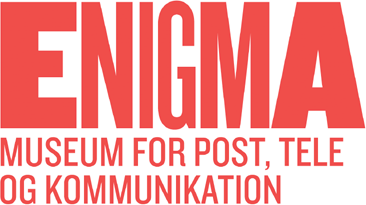 ENIGMA
MUSEUM FOR POST, TELE
OG KOMMUNIKATION